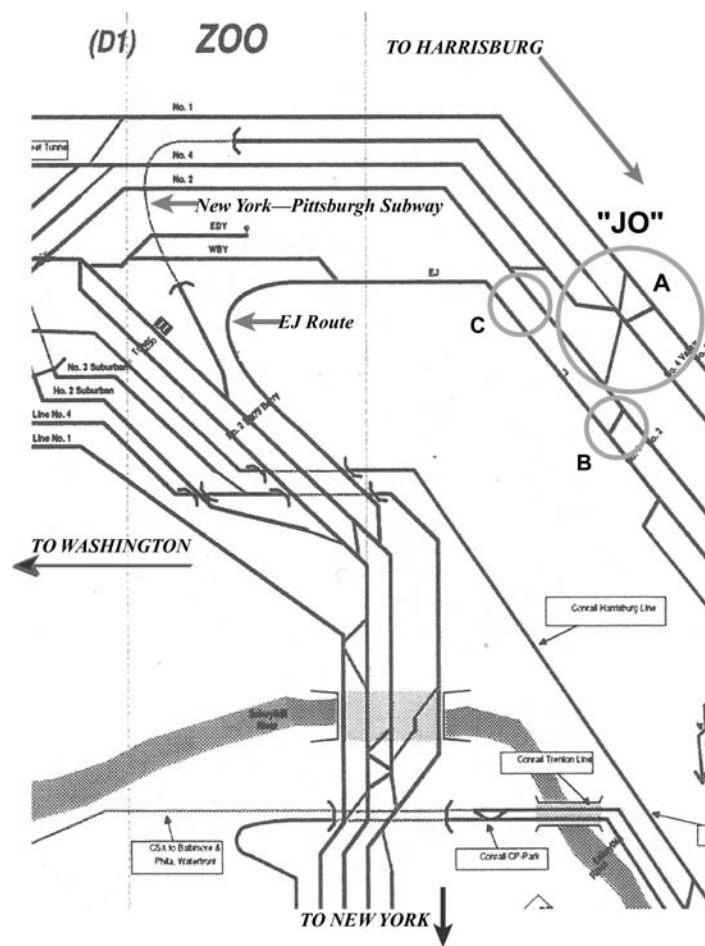 (D1) ZOO
TO HARRISBURG
No. 1
No. 4
No. 2
New York—Pittsburgh Subway
EDY
WBY
"JO"
A
EJ
C
EJ Route
B
No. 3 Suburban
No. 2 Suburban
Line No. 4
Line No. 1
TO WASHINGTON
Conrail Harrisburg Line
Conrail Trenton Line
CSX to Baltimore &
Phila. Waterfront
Conrail CP-Park
TO NEW YORK